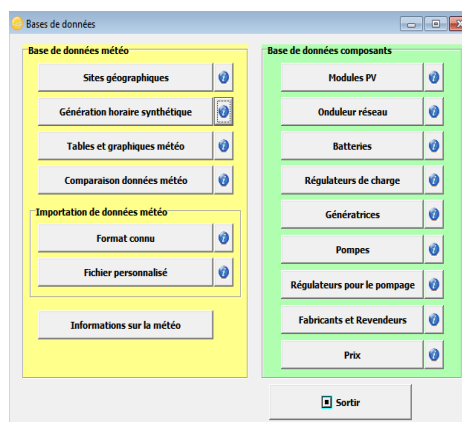 Bases de données
Base de données météo
Sites géographiques
Génération horaire synthétique
Tables et graphiques météo
Comparaison données météo
Importation de données météo
Format connu
Fichier personnalisé
Informations sur la météo
Base de données composants
Modules PV
Onduleur réseau
Batteries
Régulateurs de charge
Génératrices
Pompes
Régulateurs pour le pompage
Fabricants et Revendeurs
Prix
Sortir